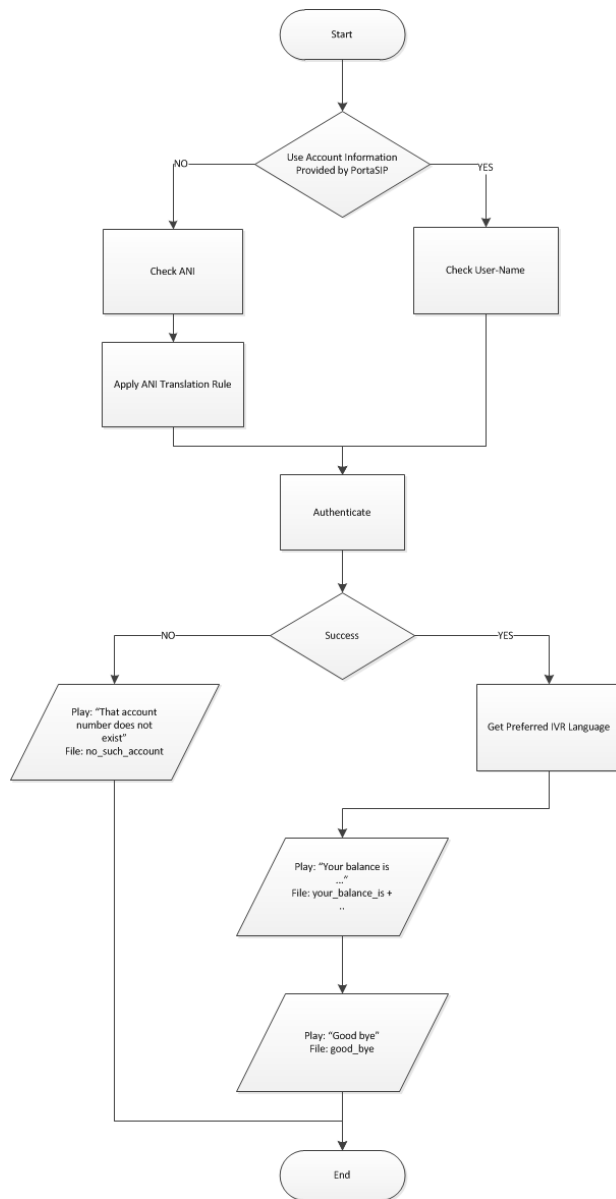 Start
Use Account Information
Provided by PortaSIP
NO
YES
Check ANI
Check User-Name
Apply ANI Translation Rule
Authenticate
Success
NO
YES
Play: “That account
number does not
exist”
File: no_such_account
Get Preferred IVR Language
Play: “Your balance is
...”
File: your_balance_is +
..
Play: “Good bye”
File: good_bye
End